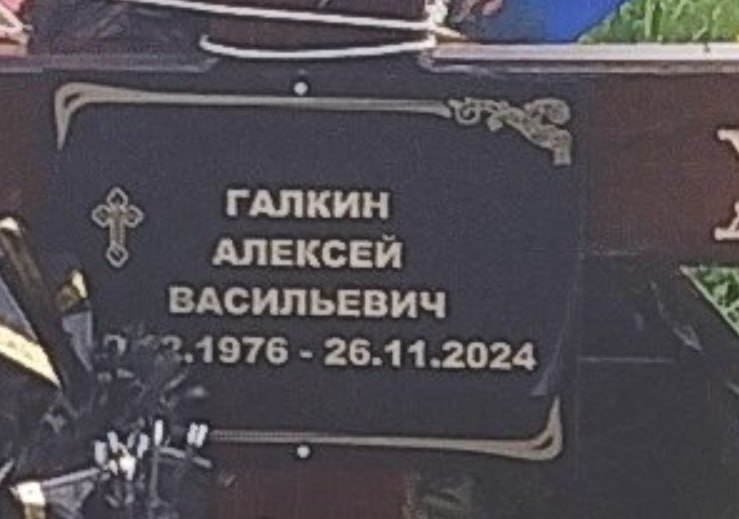 ГАЛКИН
АЛЕКСЕЙ
ВАСИЛЬЕВИЧ
.1976 - 26.11.2024